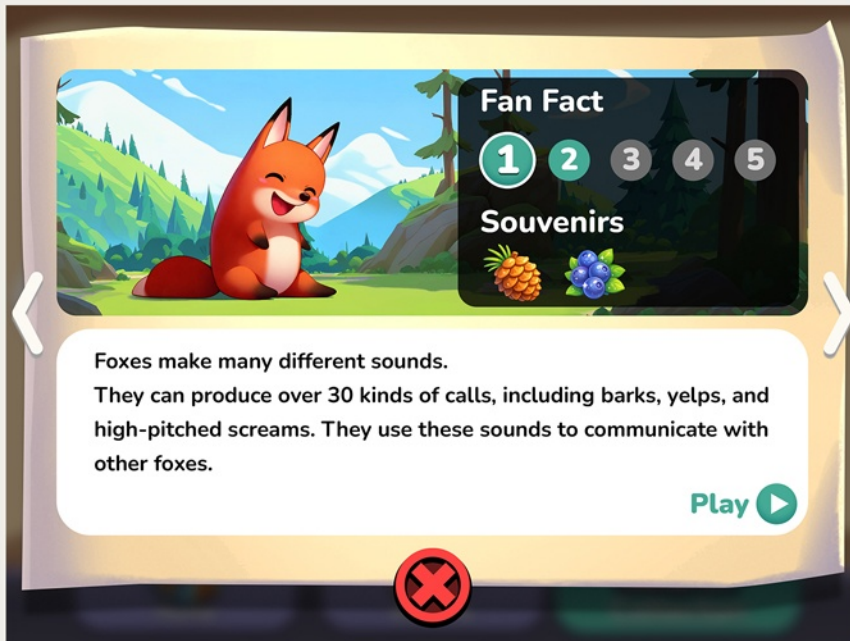 Fan Fact
1 2 3 4 5
Souvenirs
Foxes make many different sounds.
They can produce over 30 kinds of calls, including barks, yelps, and
high-pitched screams. They use these sounds to communicate with
other foxes.
Play